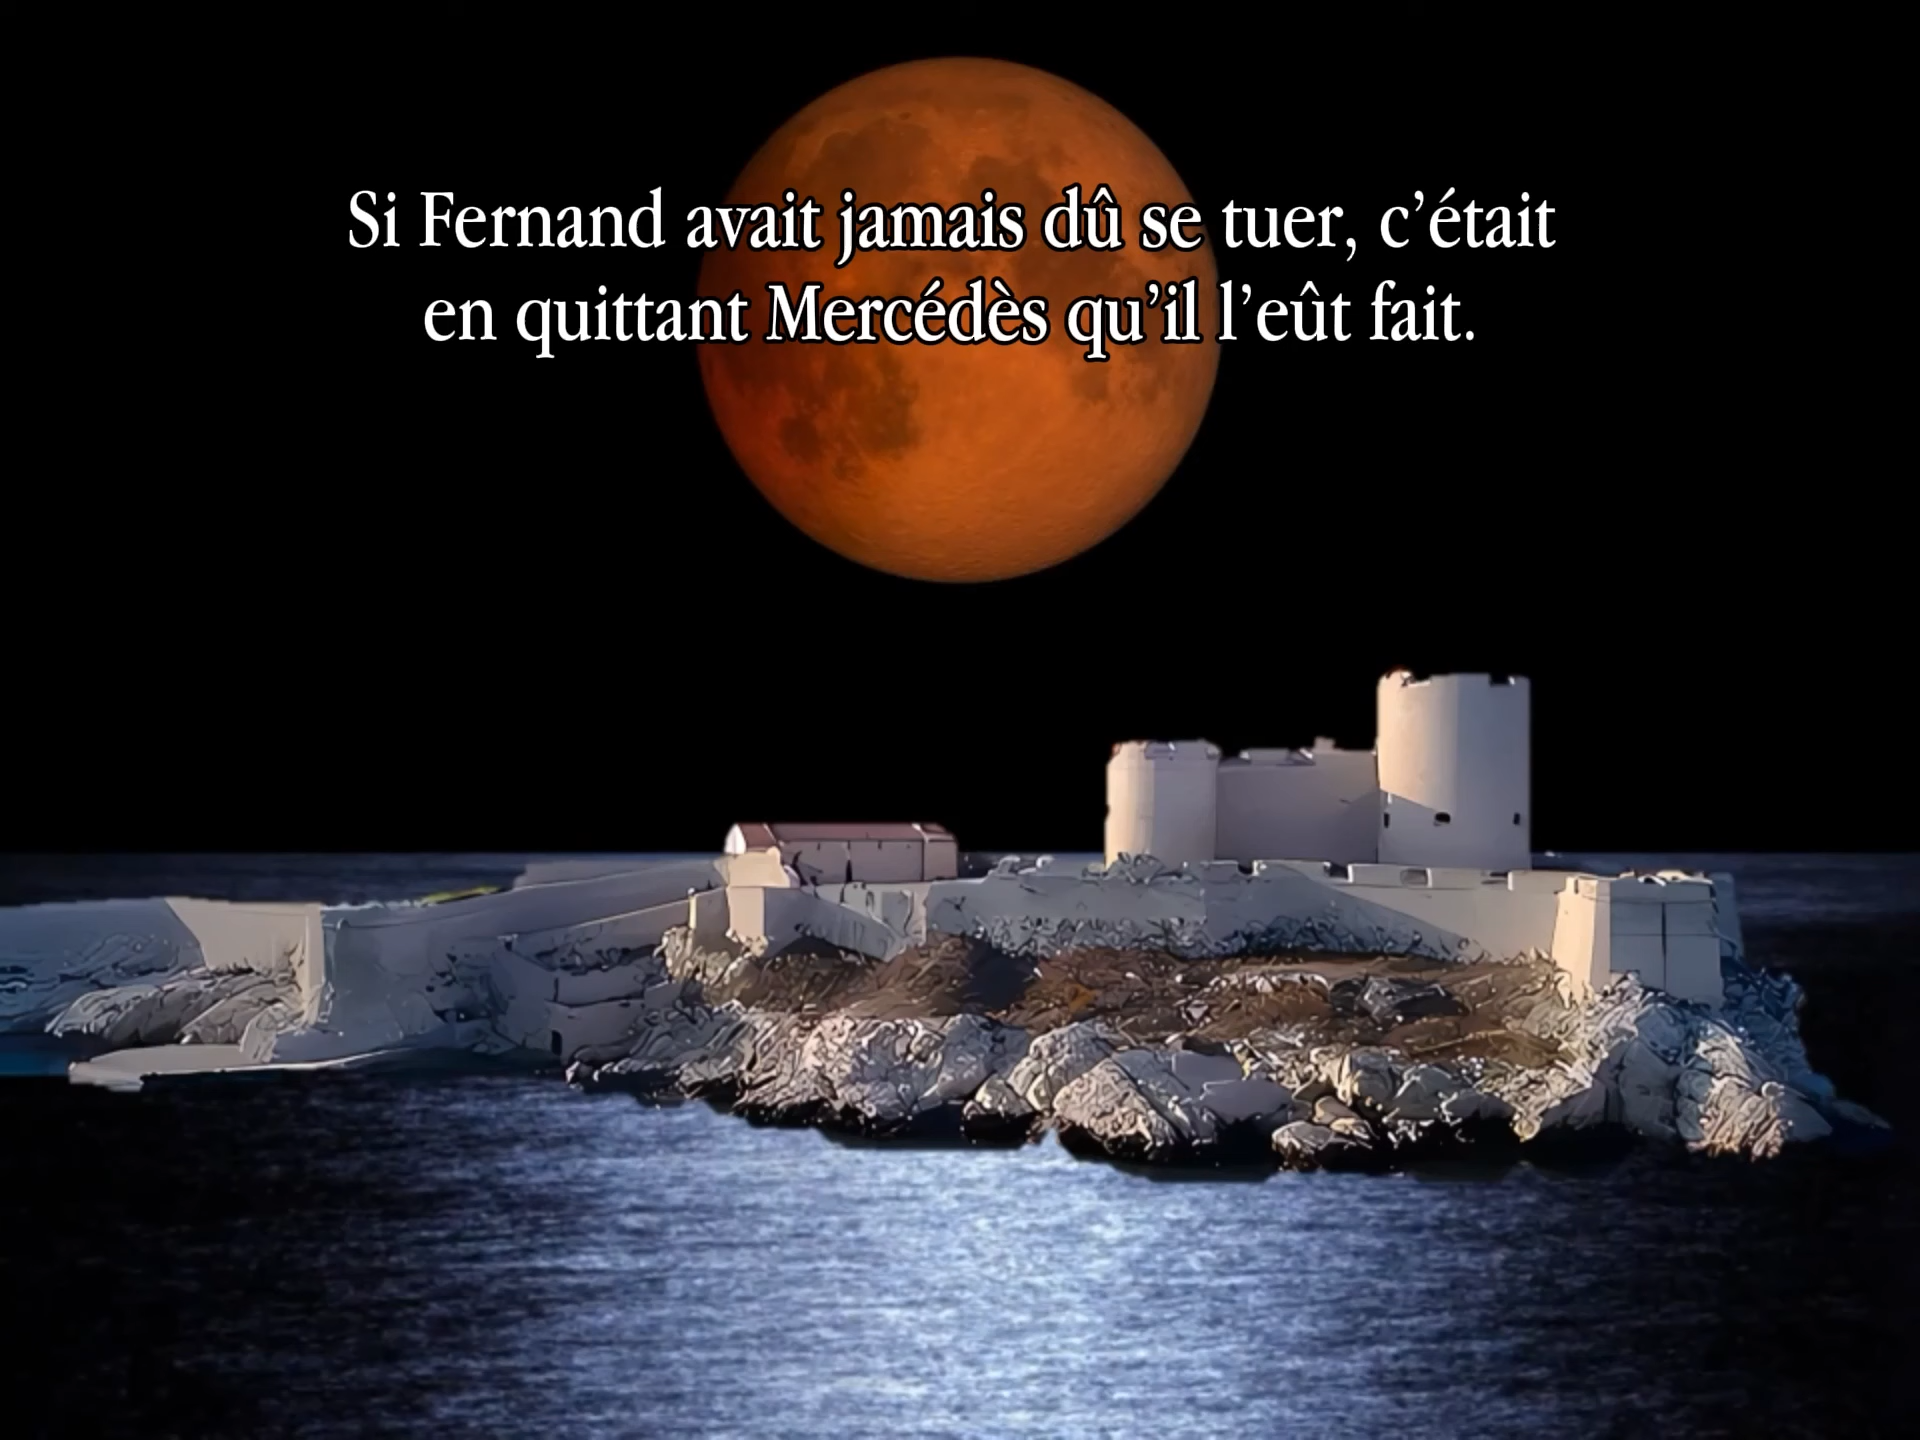 Si Fernand avait jamais dû se tuer, c’était
en quittant Mercédès qu’il l’eût fait.